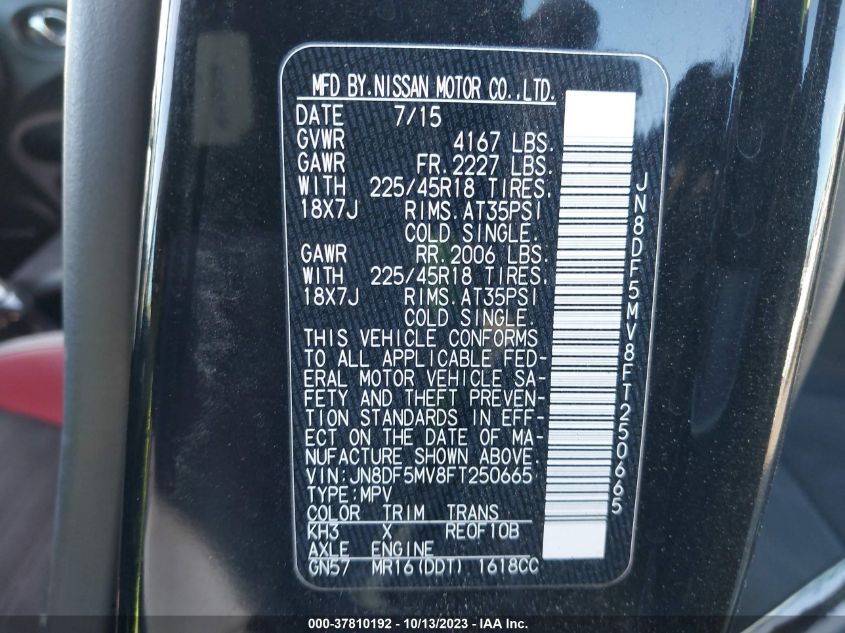 MFD BY.NISSAN MOTOR CO.,LTD.
DATE 7/15
GVWR 4167 LBS.
GAWR FR. 2227 LBS.
WITH 225/45R18 TIRES,
18X7J RIMS.AT35PSI
COLD SINGLE.
GAWR RR. 2006 LBS.
WITH 225/45R18 TIRES,
18X7J RIMS.AT35PSI
COLD SINGLE.
THIS VEHICLE CONFORMS
TO ALL APPLICABLE FED-
ERAL MOTOR VEHICLE SA-
FETY AND THEFT PREVEN-
TION STANDARDS IN EFF-
ECT ON THE DATE OF MA-
NUFACTURE SHOWN ABOVE.
VIN:JN8DF5MV8FT250665
TYPE:MPV
COLOR TRIM TRANS
KH3 X RE0F10B
AXLE ENGINE
GN57 MR16(DDT) 1618CC
JN8DF5MV8FT250665
000-37810192 - 10/13/2023 - IAA Inc.